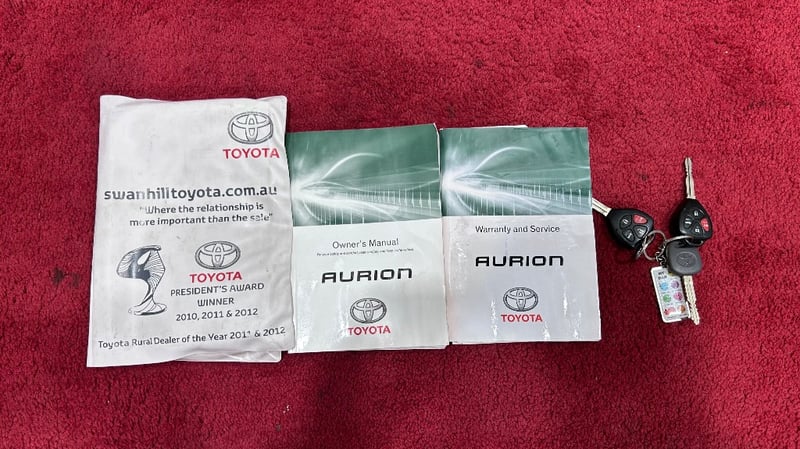 TOYOTA
swanhilltoyota.com.au
"Where the relationship is
more important than the sale"
TOYOTA
PRESIDENT'S AWARD
WINNER
2010, 2011 & 2012
Toyota Rural Dealer of the Year 2011 & 2012
Owner's Manual
AURION
TOYOTA
Warranty and Service
AURION
TOYOTA